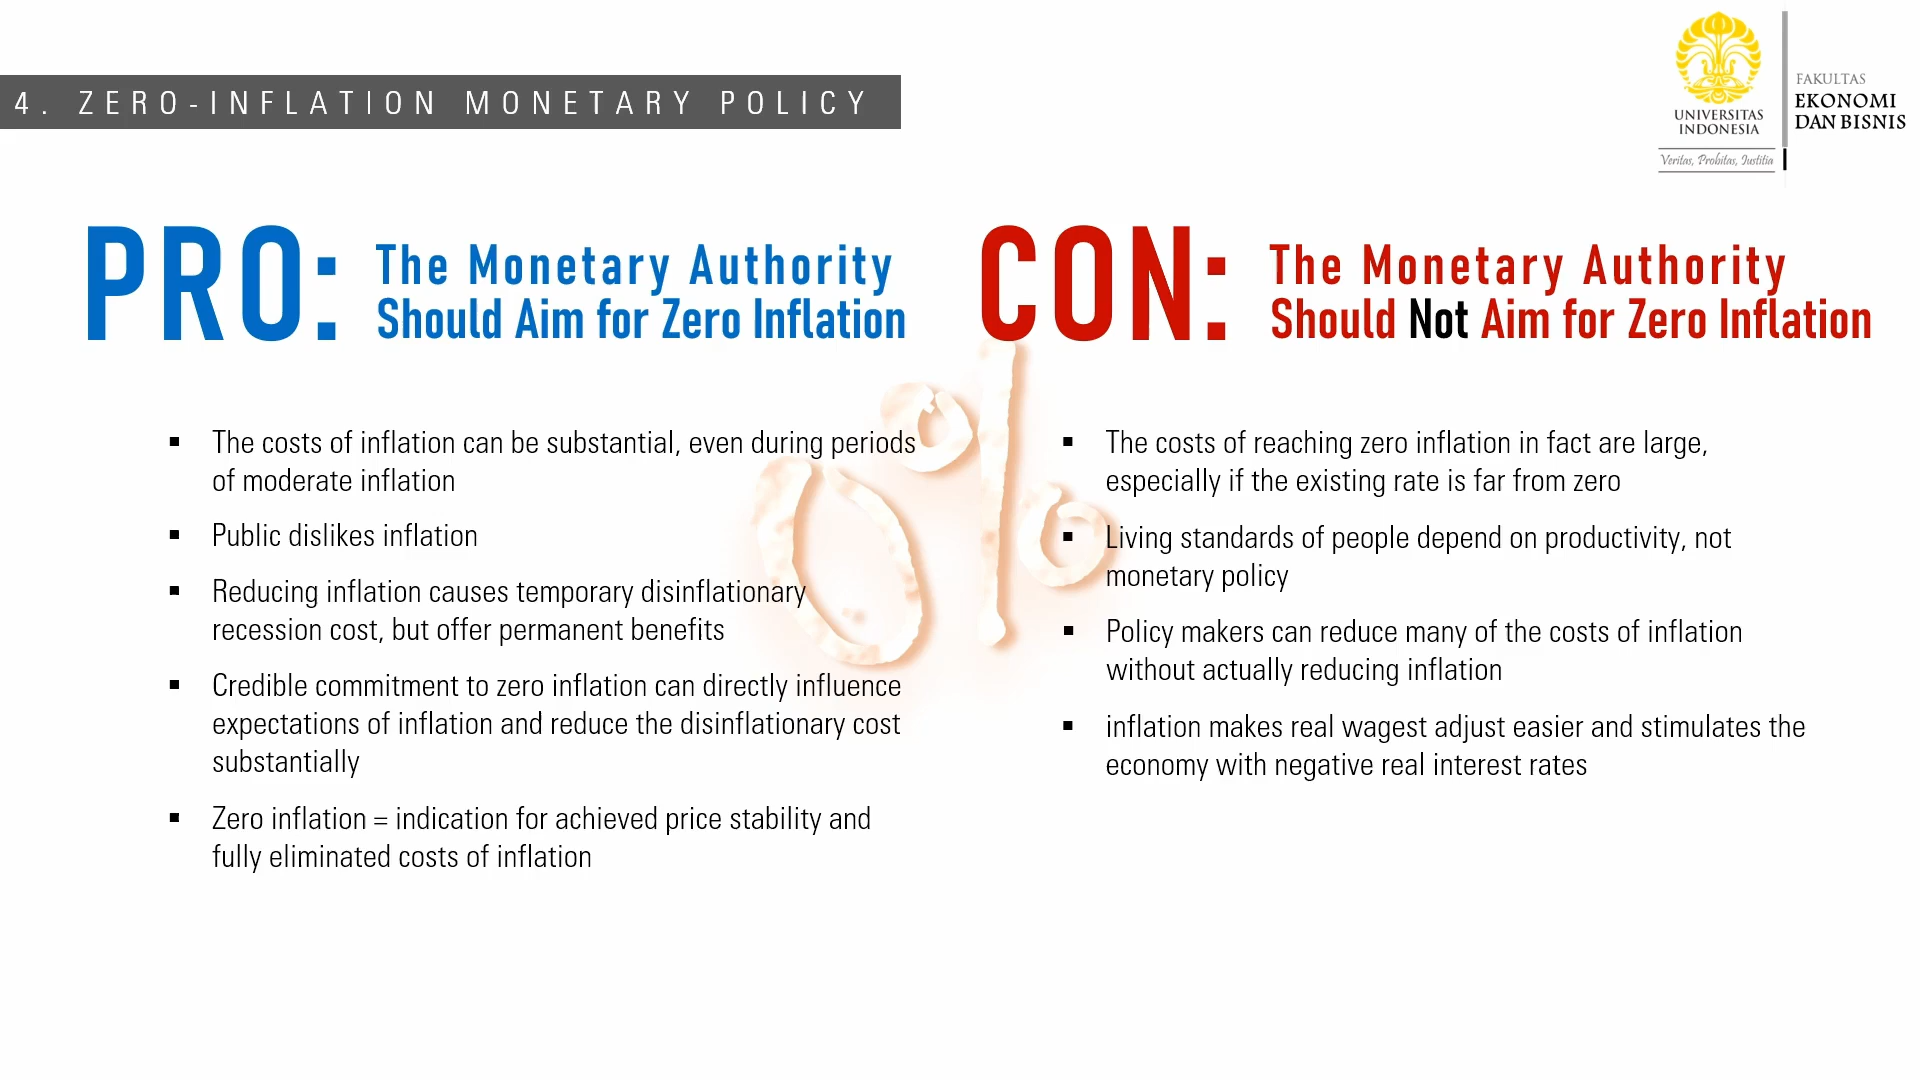 4. ZERO-INFLATION MONETARY POLICY
UNIVERSITAS
INDONESIA
Veritas, Probitas, Justitia
FAKULTAS
EKONOMI
DAN BISNIS
PRO:
The Monetary Authority
Should Aim for Zero Inflation
▪ The costs of inflation can be substantial, even during periods
of moderate inflation
▪ Public dislikes inflation
▪ Reducing inflation causes temporary disinflationary
recession cost, but offer permanent benefits
▪ Credible commitment to zero inflation can directly influence
expectations of inflation and reduce the disinflationary cost
substantially
▪ Zero inflation = indication for achieved price stability and
fully eliminated costs of inflation
CON:
The Monetary Authority
Should Not Aim for Zero Inflation
▪ The costs of reaching zero inflation in fact are large,
especially if the existing rate is far from zero
▪ Living standards of people depend on productivity, not
monetary policy
▪ Policy makers can reduce many of the costs of inflation
without actually reducing inflation
▪ inflation makes real wagest adjust easier and stimulates the
economy with negative real interest rates
0%